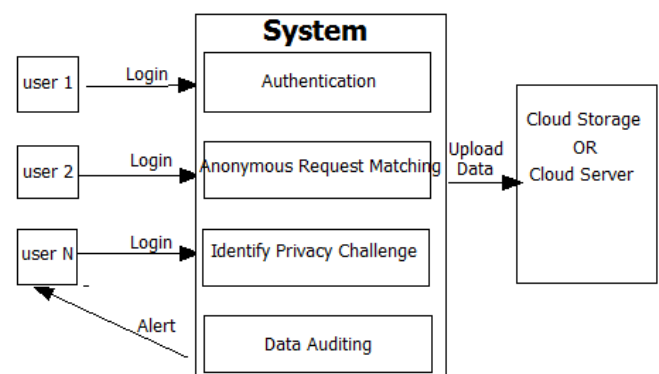 System
user 1
Login
Authentication
Cloud Storage
OR
Cloud Server
user 2
Login
Anonymous Request Matching
Upload
Data
user N
Login
Identify Privacy Challenge
Alert
Data Auditing